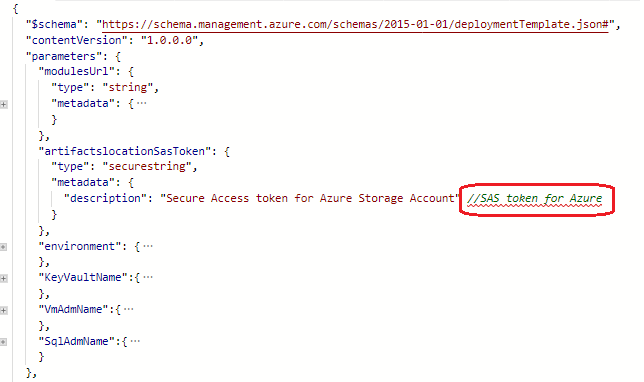 {
"$schema": "https://schema.management.azure.com/schemas/2015-01-01/deploymentTemplate.json#",
"contentVersion": "1.0.0.0",
"parameters": {
"modulesUrl": {
"type": "string",
"metadata": {...
}
},
"artifactslocationSasToken": {
"type": "securestring",
"metadata": {
"description": "Secure Access token for Azure Storage Account" //SAS token for Azure
}
},
"environment": {...
},
"KeyVaultName":{...
},
"VmAdmName":{...
},
"SqlAdmName":{...
}
},